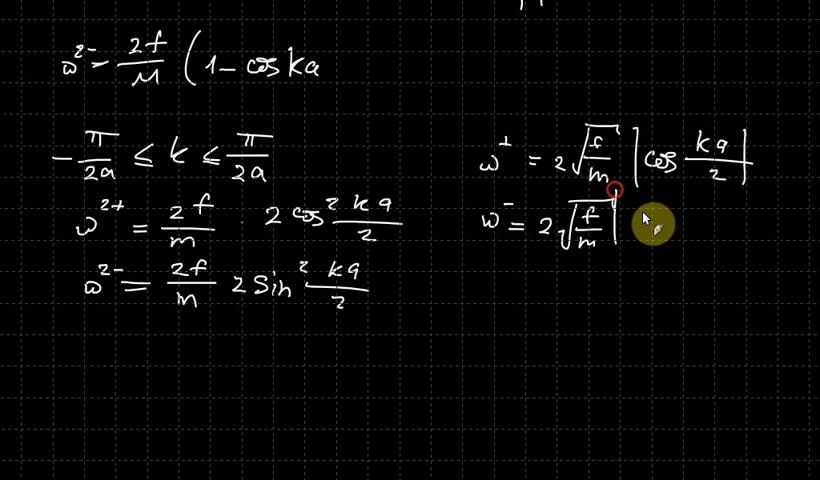 ω²⁻ = 2f/M (1 - cos ka
-π/2a ≤ k ≤ π/2a
ω²⁺ = 2f/m · 2 cos² ka/2
ω²⁻ = 2f/m 2 Sin² ka/2
ω⁺ = 2√(f/m) |cos ka/2|
ω⁻ = 2√(f/m) |